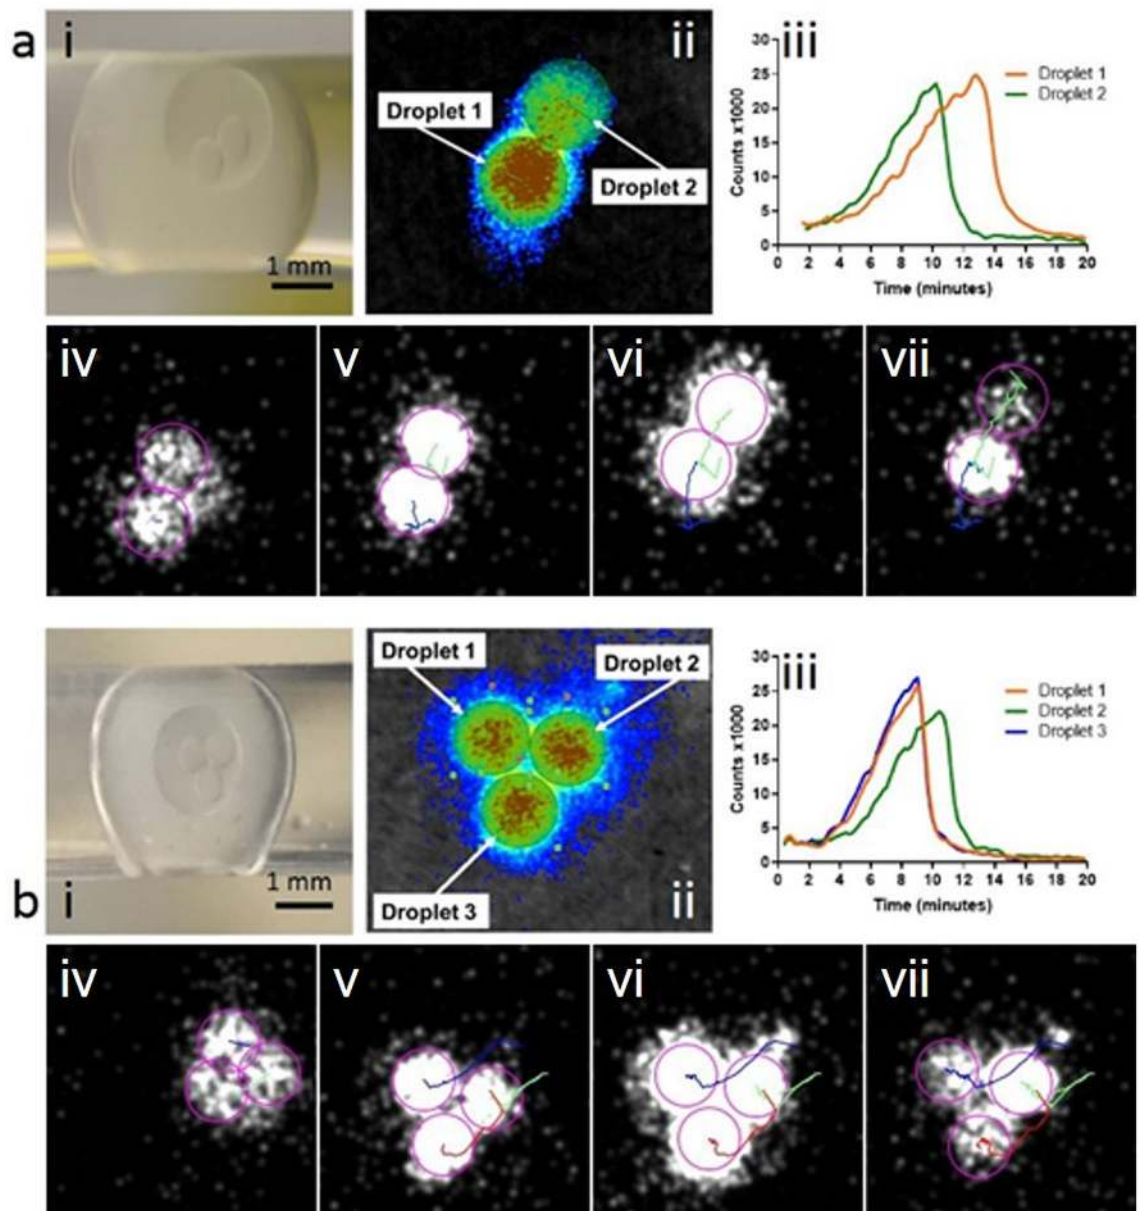 a
i
1 mm
ii
Droplet 1
Droplet 2
iii
Counts x1000
30
25
20
15
10
5
0
0 2 4 6 8 10 12 14 16 18 20
Time (minutes)
Droplet 1
Droplet 2
iv
v
vi
vii
b
i
1 mm
Droplet 1
Droplet 2
Droplet 3
ii
iii
Counts x1000
30
25
20
15
10
5
0
0 2 4 6 8 10 12 14 16 18 20
Time (minutes)
Droplet 1
Droplet 2
Droplet 3
iv
v
vi
vii